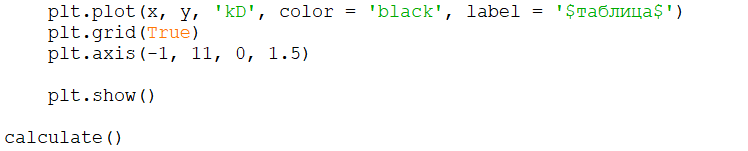 plt.plot(x, y, 'kD', color = 'black', label = '$таблица$')
plt.grid(True)
plt.axis(-1, 11, 0, 1.5)
plt.show()
calculate()